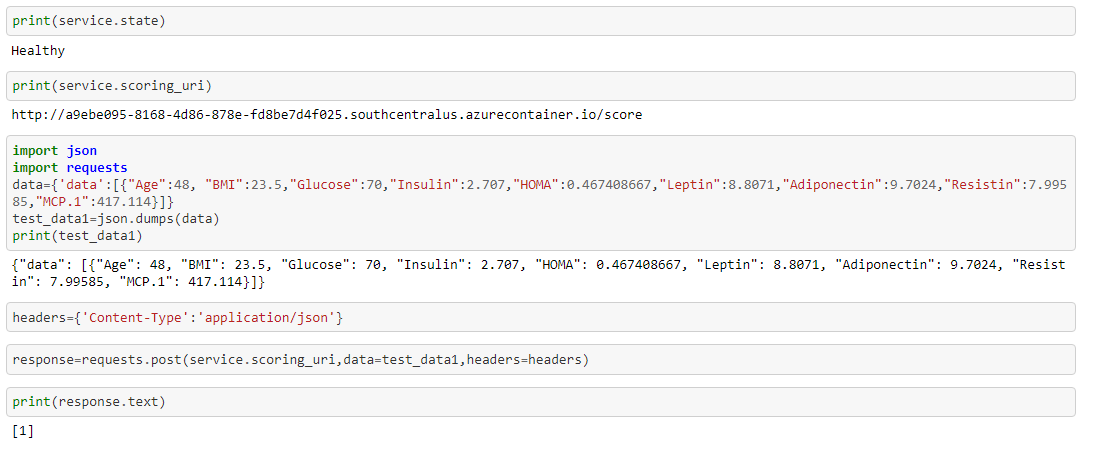 print(service.state)
Healthy
print(service.scoring_uri)
http://a9ebe095-8168-4d86-878e-fd8be7d4f025.southcentralus.azurecontainer.io/score
import json
import requests
data={'data':[{"Age":48, "BMI":23.5,"Glucose":70,"Insulin":2.707,"HOMA":0.467408667,"Leptin":8.8071,"Adiponectin":9.7024,"Resistin":7.995
85,"MCP.1":417.114}]}
test_data1=json.dumps(data)
print(test_data1)
{"data": [{"Age": 48, "BMI": 23.5, "Glucose": 70, "Insulin": 2.707, "HOMA": 0.467408667, "Leptin": 8.8071, "Adiponectin": 9.7024, "Resist
in": 7.99585, "MCP.1": 417.114}]}
headers={'Content-Type':'application/json'}
response=requests.post(service.scoring_uri,data=test_data1,headers=headers)
print(response.text)
[1]